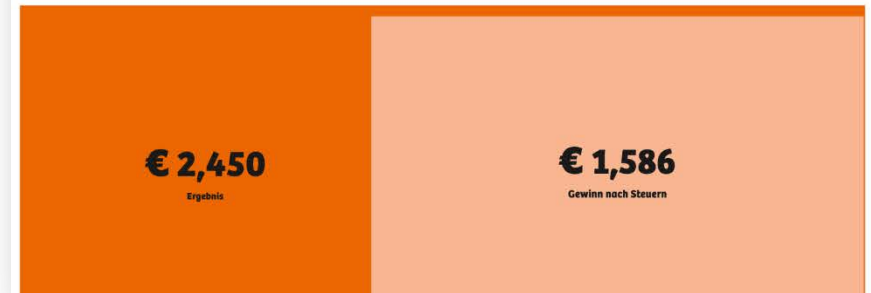 € 2,450
Ergebnis
€ 1,586
Gewinn nach Steuern